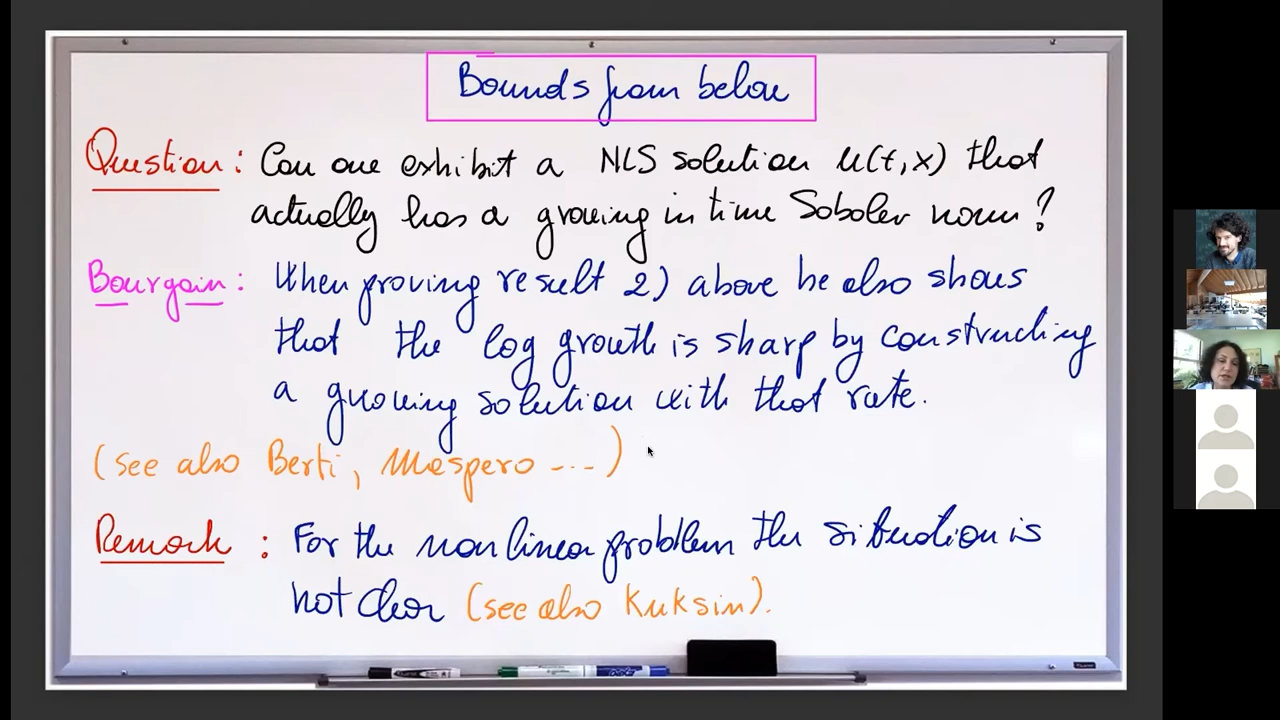 Bounds from below
Question: Can one exhibit a NLS solution u(t,x) that
actually has a growing in time Sobolev norm?
Bourgain: When proving result 2) above he also shows
that the log growth is sharp by constructing
a growing solution with that rate.
(see also Berti, Maspero ---)
Remark: For the nonlinear problem the situation is
not clear (see also Kuksin).